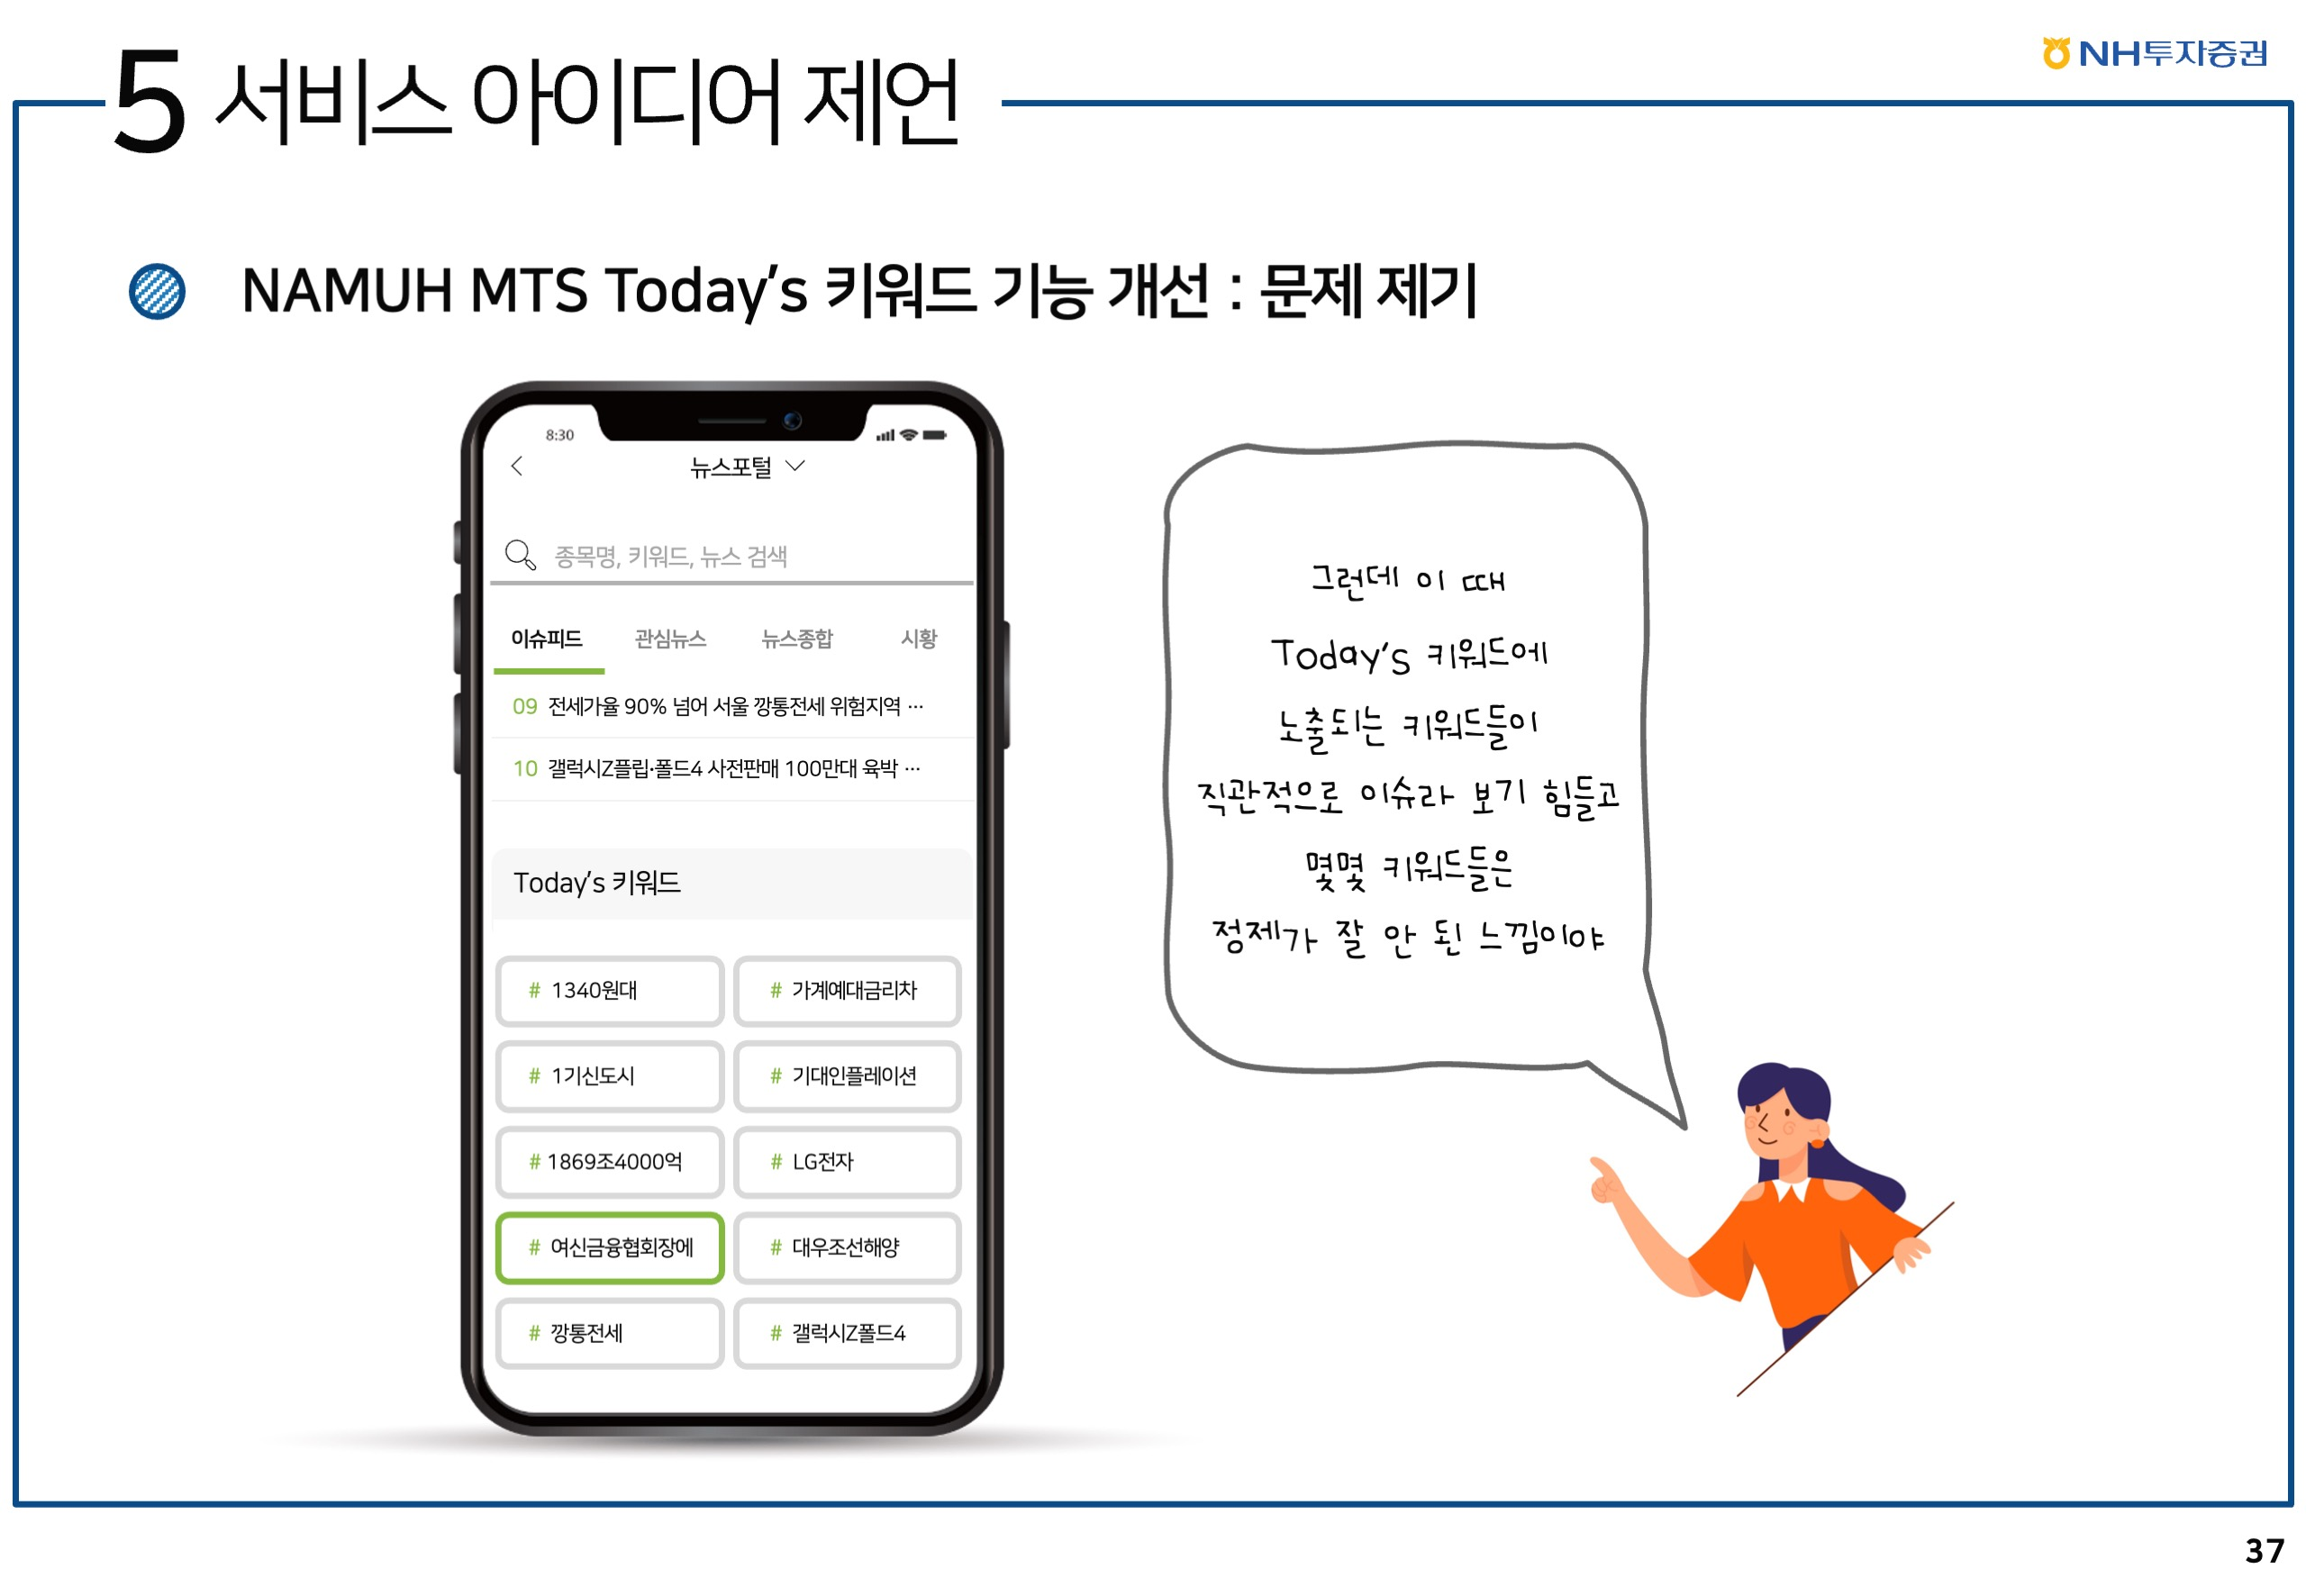 5 서비스 아이디어 제언
NH투자증권
NAMUH MTS Today's 키워드 기능 개선 : 문제 제기
8:30
뉴스포털
종목명, 키워드, 뉴스 검색
이슈피드 관심뉴스 뉴스종합 시황
09 전세가율 90% 넘어 서울 깡통전세 위험지역 ···
10 갤럭시Z플립·폴드4 사전판매 100만대 육박 ···
Today's 키워드
# 1340원대 # 가계예대금리차
# 1기신도시 # 기대인플레이션
# 1869조4000억 # LG전자
# 여신금융협회장에 # 대우조선해양
# 깡통전세 # 갤럭시Z폴드4
그런데 이 때
Today's 키워드에
노출되는 키워드들이
직관적으로 이슈라 보기 힘들고
몇몇 키워드들은
정제가 잘 안 된 느낌이야
37